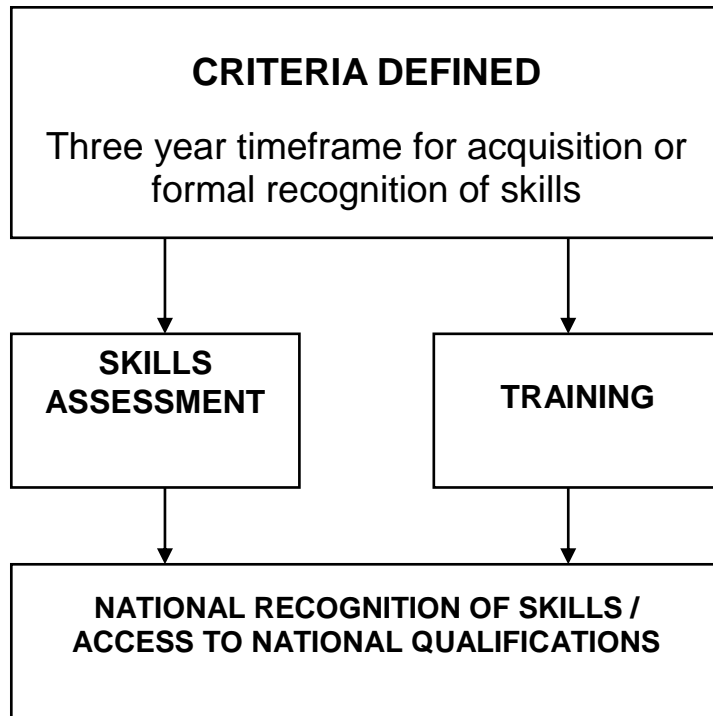 CRITERIA DEFINED
Three year timeframe for acquisition or
formal recognition of skills
SKILLS
ASSESSMENT
TRAINING
NATIONAL RECOGNITION OF SKILLS /
ACCESS TO NATIONAL QUALIFICATIONS